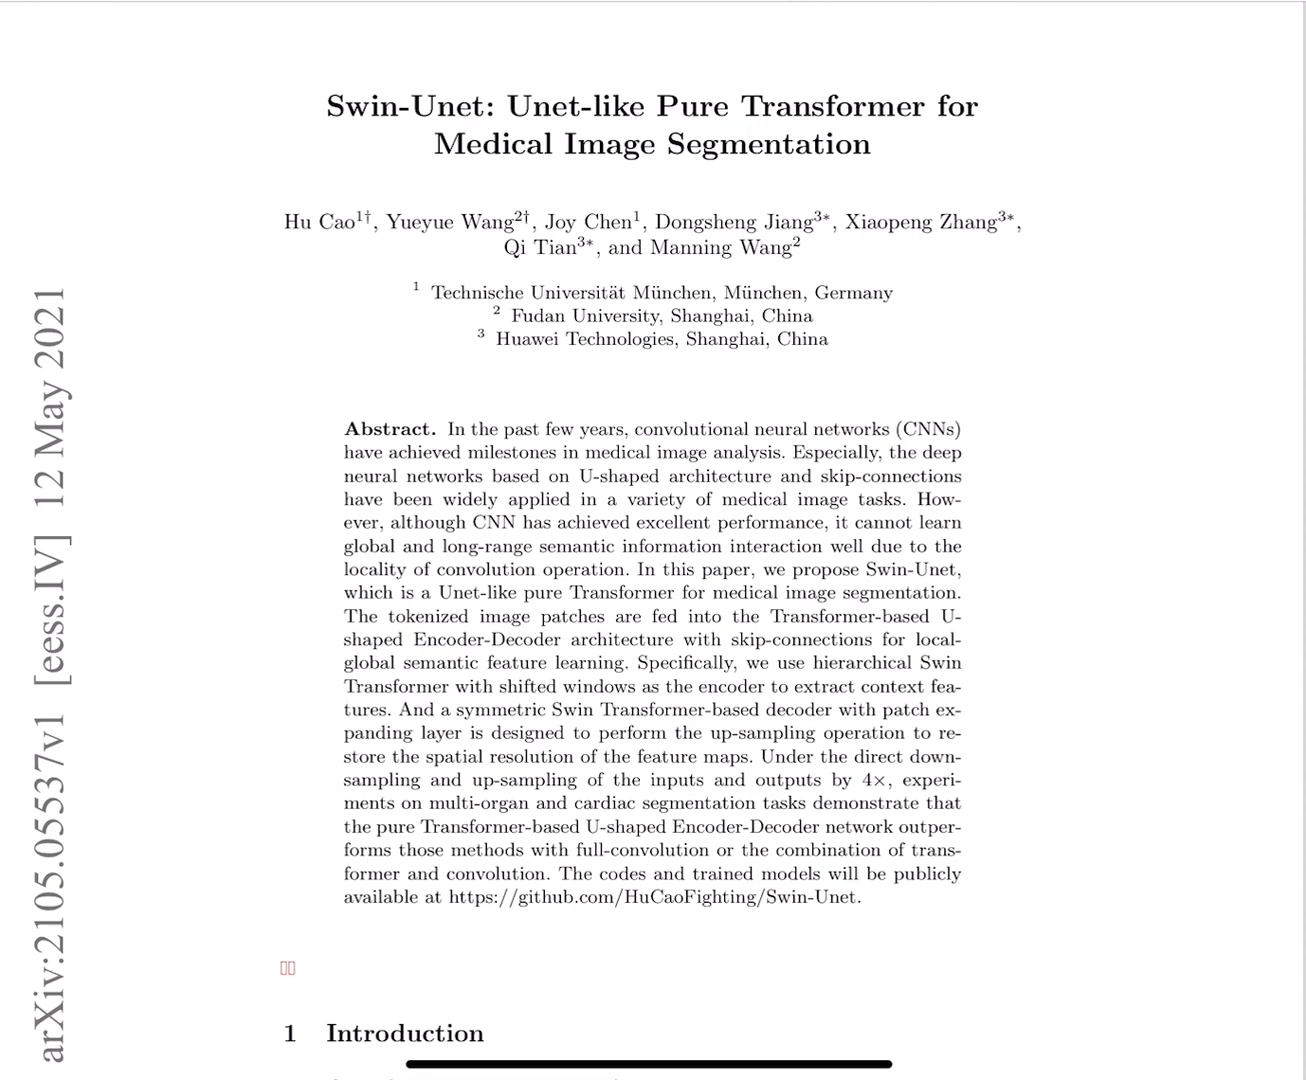 Swin-Unet: Unet-like Pure Transformer for
Medical Image Segmentation
Hu Cao1†, Yueyue Wang2†, Joy Chen1, Dongsheng Jiang3*, Xiaopeng Zhang3*,
Qi Tian3*, and Manning Wang2
1 Technische Universität München, München, Germany
2 Fudan University, Shanghai, China
3 Huawei Technologies, Shanghai, China
Abstract. In the past few years, convolutional neural networks (CNNs)
have achieved milestones in medical image analysis. Especially, the deep
neural networks based on U-shaped architecture and skip-connections
have been widely applied in a variety of medical image tasks. How-
ever, although CNN has achieved excellent performance, it cannot learn
global and long-range semantic information interaction well due to the
locality of convolution operation. In this paper, we propose Swin-Unet,
which is a Unet-like pure Transformer for medical image segmentation.
The tokenized image patches are fed into the Transformer-based U-
shaped Encoder-Decoder architecture with skip-connections for local-
global semantic feature learning. Specifically, we use hierarchical Swin
Transformer with shifted windows as the encoder to extract context fea-
tures. And a symmetric Swin Transformer-based decoder with patch ex-
panding layer is designed to perform the up-sampling operation to re-
store the spatial resolution of the feature maps. Under the direct down-
sampling and up-sampling of the inputs and outputs by 4×, experi-
ments on multi-organ and cardiac segmentation tasks demonstrate that
the pure Transformer-based U-shaped Encoder-Decoder network outper-
forms those methods with full-convolution or the combination of trans-
former and convolution. The codes and trained models will be publicly
available at https://github.com/HuCaoFighting/Swin-Unet.
1 Introduction
arXiv:2105.05537v1 [eess.IV] 12 May 2021